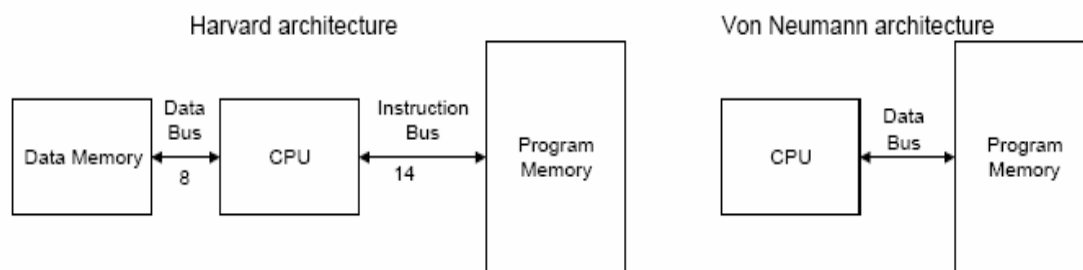 Harvard architecture
Data Memory
Data
Bus
8
CPU
Instruction
Bus
14
Program
Memory
Von Neumann architecture
CPU
Data
Bus
Program
Memory